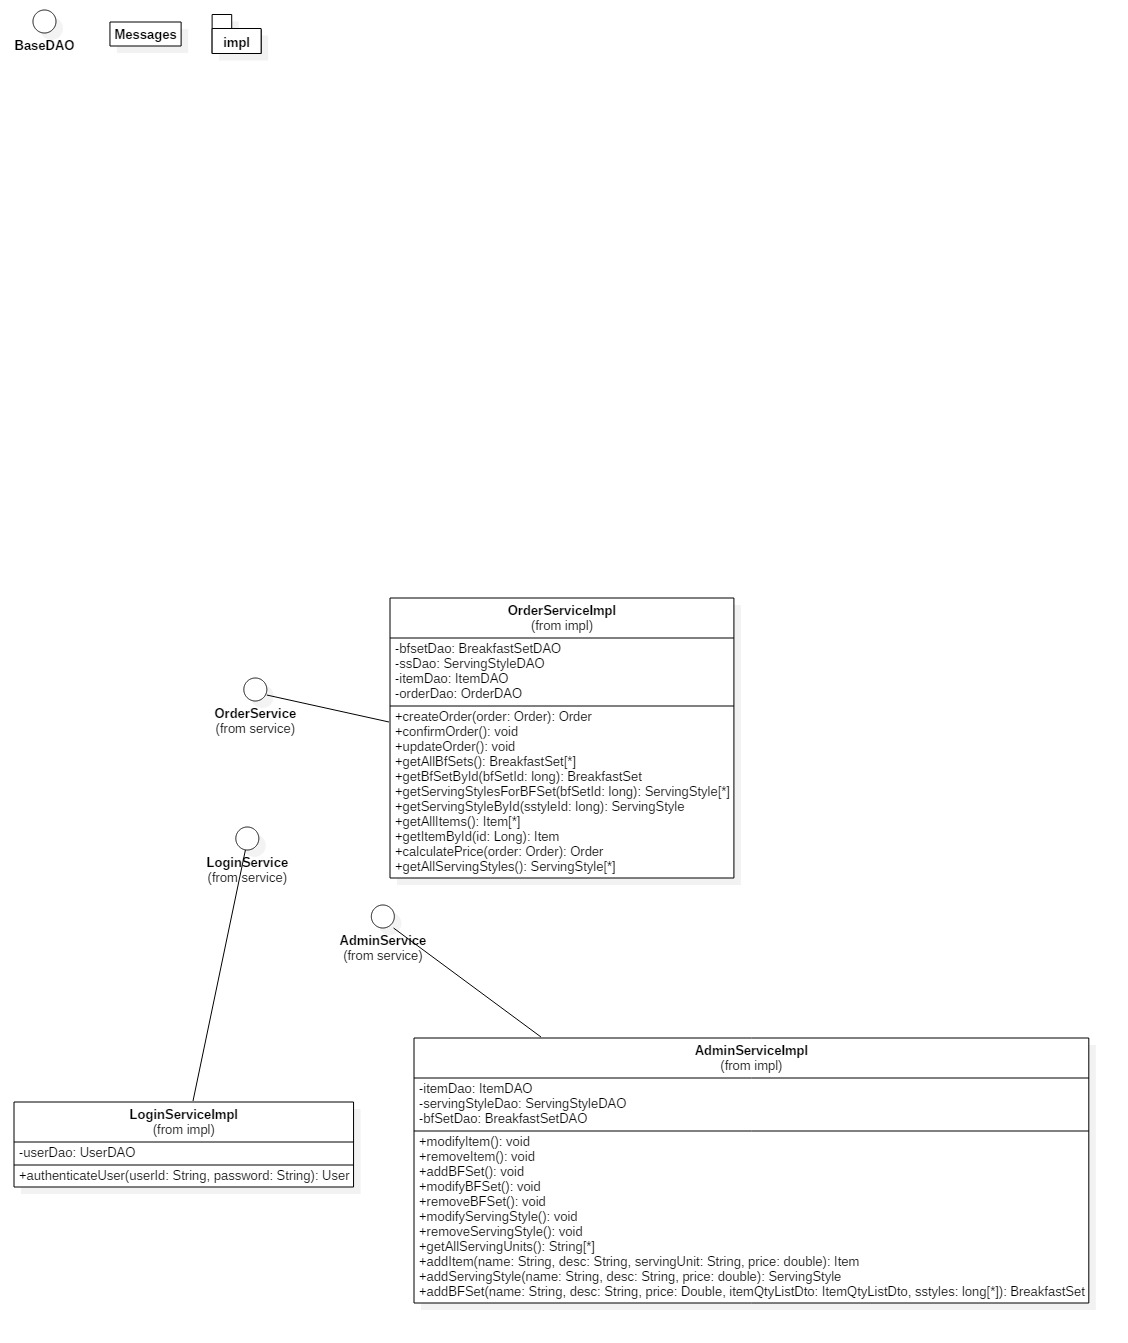 BaseDAO
Messages
impl
OrderServiceImpl
(from impl)
-bfsetDao: BreakfastSetDAO
-ssDao: ServingStyleDAO
-itemDao: ItemDAO
-orderDao: OrderDAO
+createOrder(order: Order): Order
+confirmOrder(): void
+updateOrder(): void
+getAllBfSets(): BreakfastSet[*]
+getBfSetById(bfSetId: long): BreakfastSet
+getServingStylesForBFSet(bfSetId: long): ServingStyle[*]
+getServingStyleById(sstyleId: long): ServingStyle
+getAllItems(): Item[*]
+getItemById(id: Long): Item
+calculatePrice(order: Order): Order
+getAllServingStyles(): ServingStyle[*]
OrderService
(from service)
LoginService
(from service)
AdminService
(from service)
LoginServiceImpl
(from impl)
-userDao: UserDAO
+authenticateUser(userId: String, password: String): User
AdminServiceImpl
(from impl)
-itemDao: ItemDAO
-servingStyleDao: ServingStyleDAO
-bfSetDao: BreakfastSetDAO
+modifyItem(): void
+removeItem(): void
+addBFSet(): void
+modifyBFSet(): void
+removeBFSet(): void
+modifyServingStyle(): void
+removeServingStyle(): void
+getAllServingUnits(): String[*]
+addItem(name: String, desc: String, servingUnit: String, price: double): Item
+addServingStyle(name: String, desc: String, price: double): ServingStyle
+addBFSet(name: String, desc: String, price: Double, itemQtyListDto: ItemQtyListDto, sstyles: long[*]): BreakfastSet